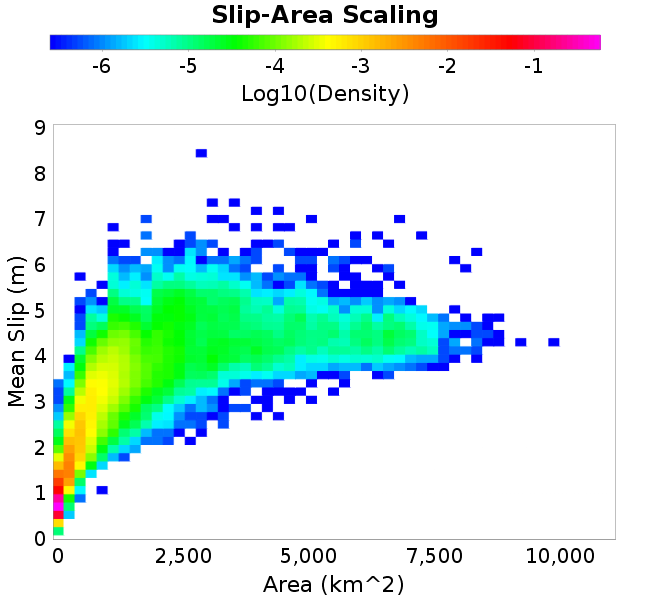 Slip-Area Scaling
-6 -5 -4 -3 -2 -1
Log10(Density)
9
8
7
6
5
4
3
2
1
0
Mean Slip (m)
0 2,500 5,000 7,500 10,000
Area (km^2)